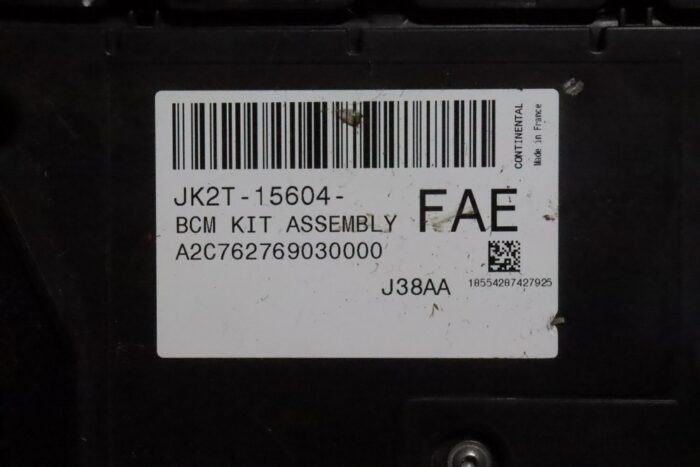 CONTINENTAL
Made in France
JK2T-15604-
FAE
BCM KIT ASSEMBLY
A2C762769030000
J38AA
18554287427925